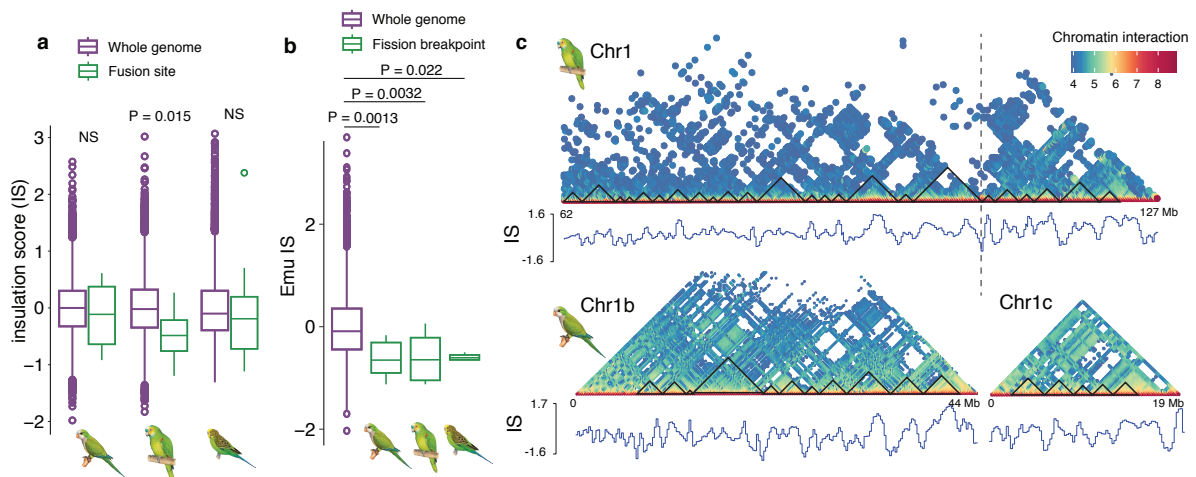 a
Whole genome
Fusion site
NS
P = 0.015
NS
insulation score (IS)
3
2
1
0
−1
−2
b
Whole genome
Fission breakpoint
P = 0.022
P = 0.0032
P = 0.0013
Emu IS
2
0
−2
c
Chr1
Chromatin interaction
4 5 6 7 8
IS
1.6
-1.6
62
127 Mb
Chr1b
Chr1c
0
44 Mb
0
19 Mb
IS
1.7
-1.6